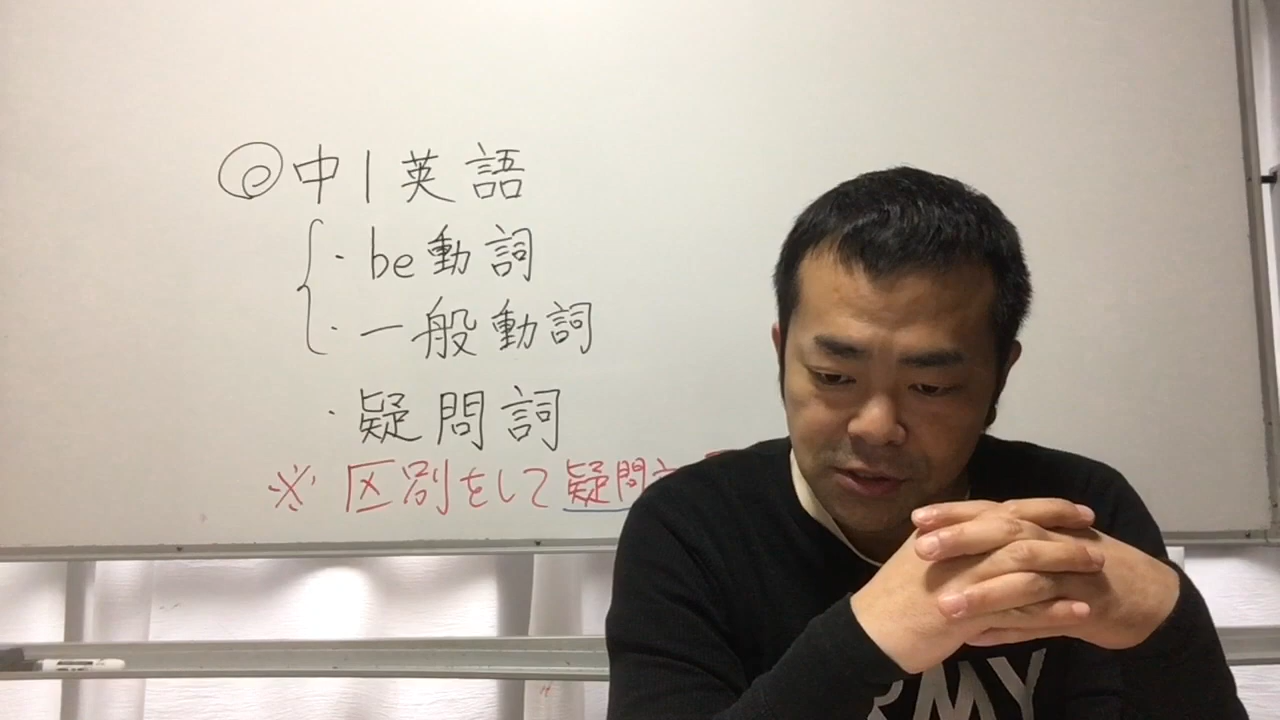 ◎中1英語
・be動詞
・一般動詞
・疑問詞
※区別をして疑問
RMY